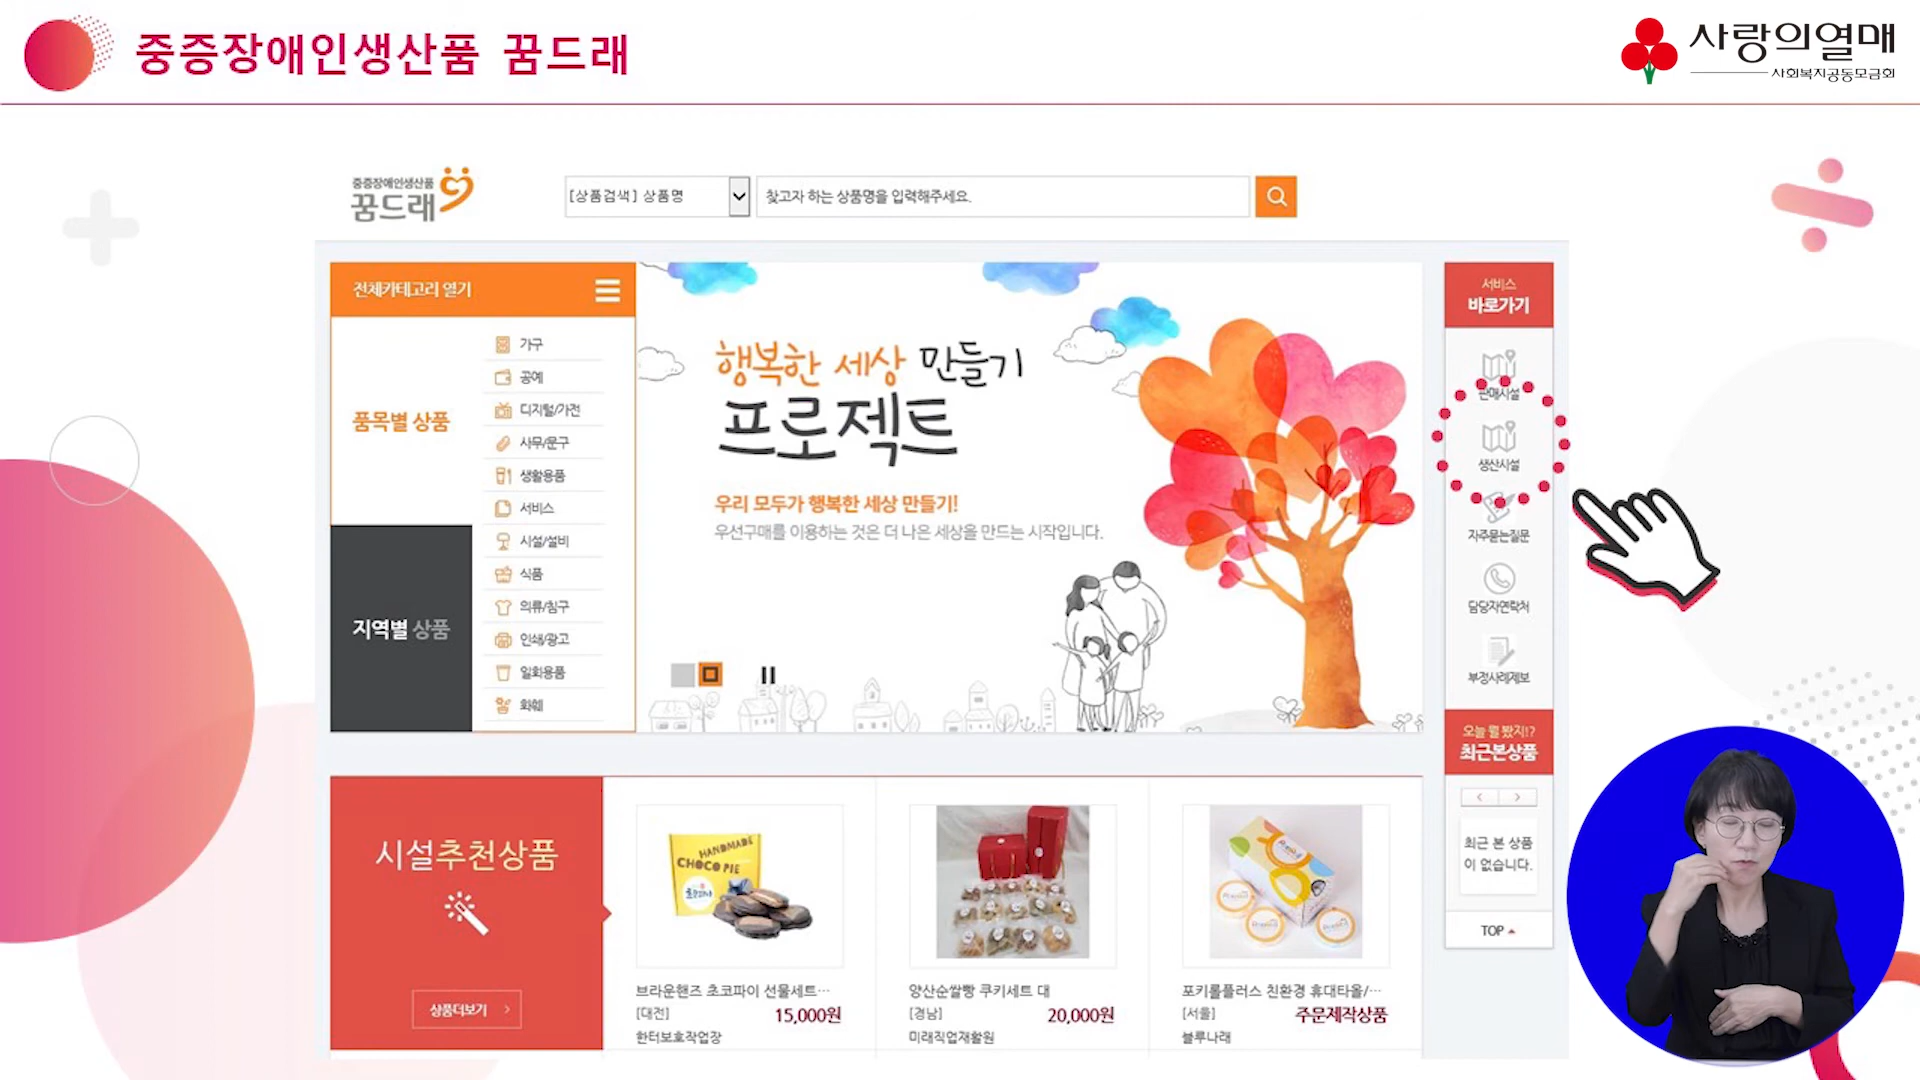 중증장애인생산품 꿈드래
사랑의열매
사회복지공동모금회
중증장애인생산품
꿈드래
[상품검색] 상품명
찾고자 하는 상품명을 입력해주세요.
전체카테고리 열기
품목별 상품
지역별 상품
가구
공예
디지털/가전
사무/문구
생활용품
서비스
시설/설비
식품
의류/침구
인쇄/광고
일회용품
화훼
행복한 세상 만들기
프로젝트
우리 모두가 행복한 세상 만들기!
우선구매를 이용하는 것은 더 나은 세상을 만드는 시작입니다.
서비스
바로가기
판매시설
생산시설
자주묻는질문
담당자연락처
부정사례제보
오늘 뭘 봤지!?
최근본상품
최근 본 상품
이 없습니다.
TOP
시설추천상품
상품더보기
HANDMADE
CHOCO PIE
브라운핸즈 초코파이 선물세트…
[대전]
15,000원
한터보호작업장
양산순쌀빵 쿠키세트 대
[경남]
20,000원
미래직업재활원
포키롤플러스 친환경 휴대타올/…
[서울]
주문제작상품
블루나래